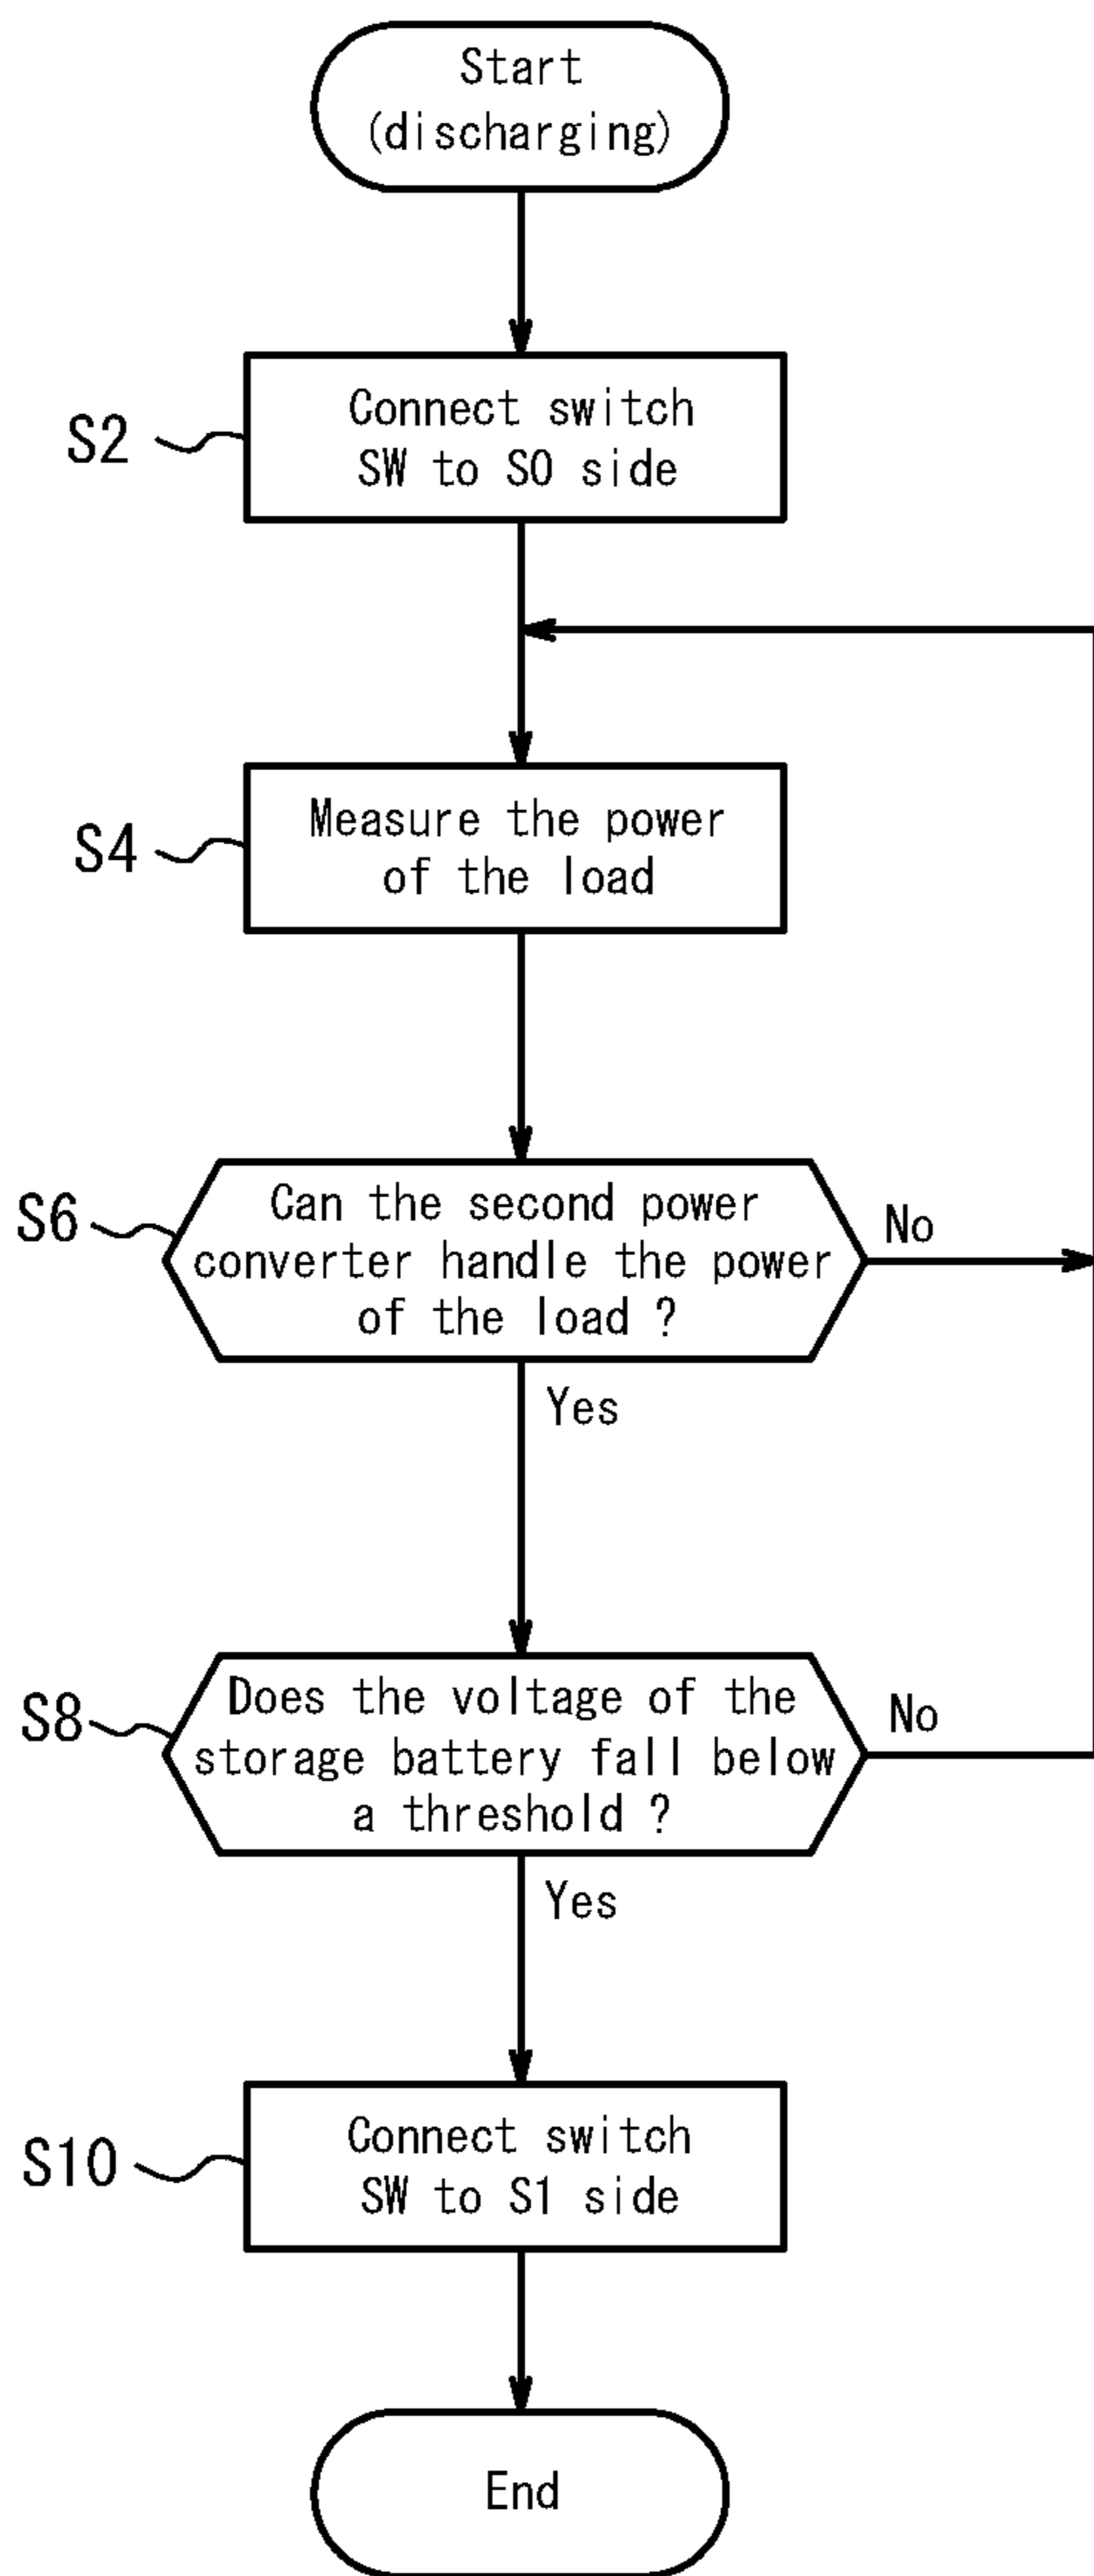 Start
(discharging)
S2
Connect switch
SW to S0 side
S4
Measure the power
of the load
S6
Can the second power
converter handle the power
of the load ?
No
Yes
S8
Does the voltage of the
storage battery fall below
a threshold ?
No
Yes
S10
Connect switch
SW to S1 side
End